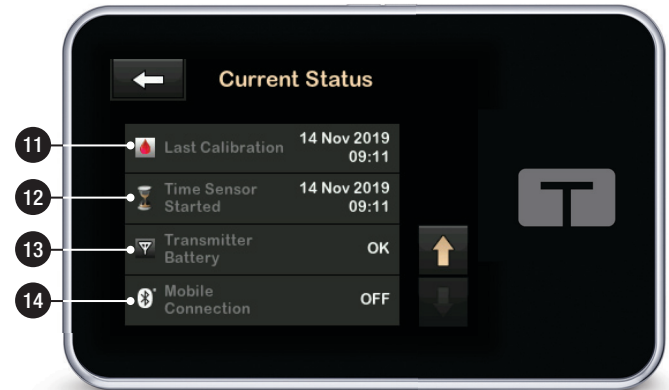 Current Status
11
Last Calibration
14 Nov 2019
09:11
12
Time Sensor
Started
14 Nov 2019
09:11
13
Transmitter
Battery
OK
14
Mobile
Connection
OFF